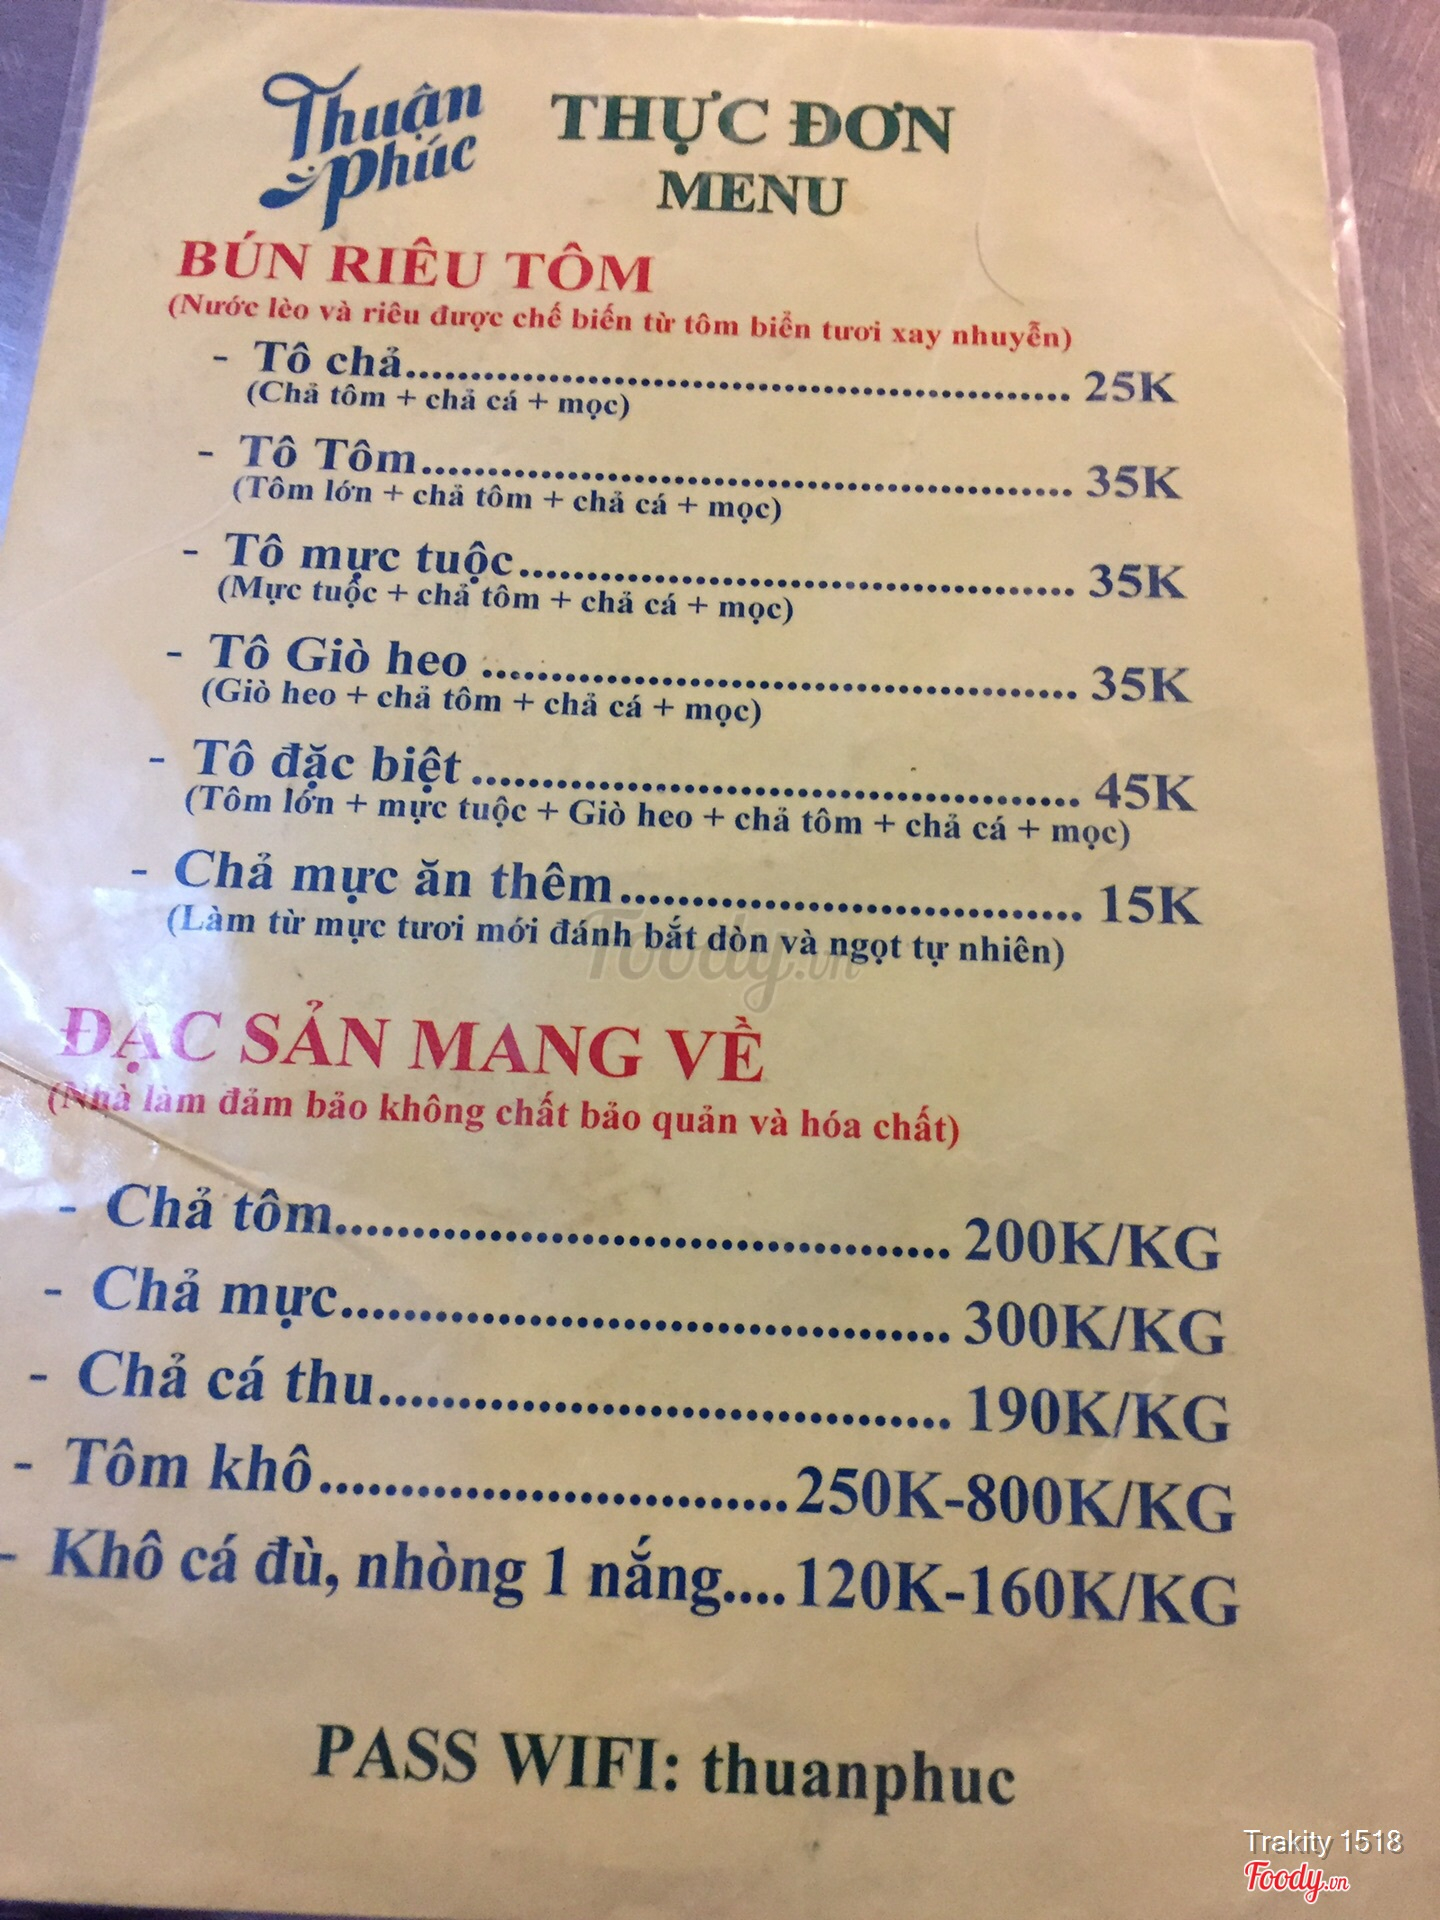 Thuận Phúc
THỰC ĐƠN
MENU
BÚN RIÊU TÔM
(Nước lèo và riêu được chế biến từ tôm biển tươi xay nhuyễn)
- Tô chả........................................................ 25K
(Chả tôm + chả cá + mọc)
- Tô Tôm....................................................... 35K
(Tôm lớn + chả tôm + chả cá + mọc)
- Tô mực tuộc.............................................. 35K
(Mực tuộc + chả tôm + chả cá + mọc)
- Tô Giò heo ................................................. 35K
(Giò heo + chả tôm + chả cá + mọc)
- Tô đặc biệt ................................................. 45K
(Tôm lớn + mực tuộc + Giò heo + chả tôm + chả cá + mọc)
- Chả mực ăn thêm..................................... 15K
(Làm từ mực tươi mới đánh bắt dòn và ngọt tự nhiên)
Foody.vn
ĐẶC SẢN MANG VỀ
(Nhà làm đảm bảo không chất bảo quản và hóa chất)
- Chả tôm........................................... 200K/KG
- Chả mực.......................................... 300K/KG
- Chả cá thu....................................... 190K/KG
- Tôm khô..............................250K-800K/KG
- Khô cá đù, nhòng 1 nắng....120K-160K/KG
PASS WIFI: thuanphuc
Trakity 1518
Foody.vn